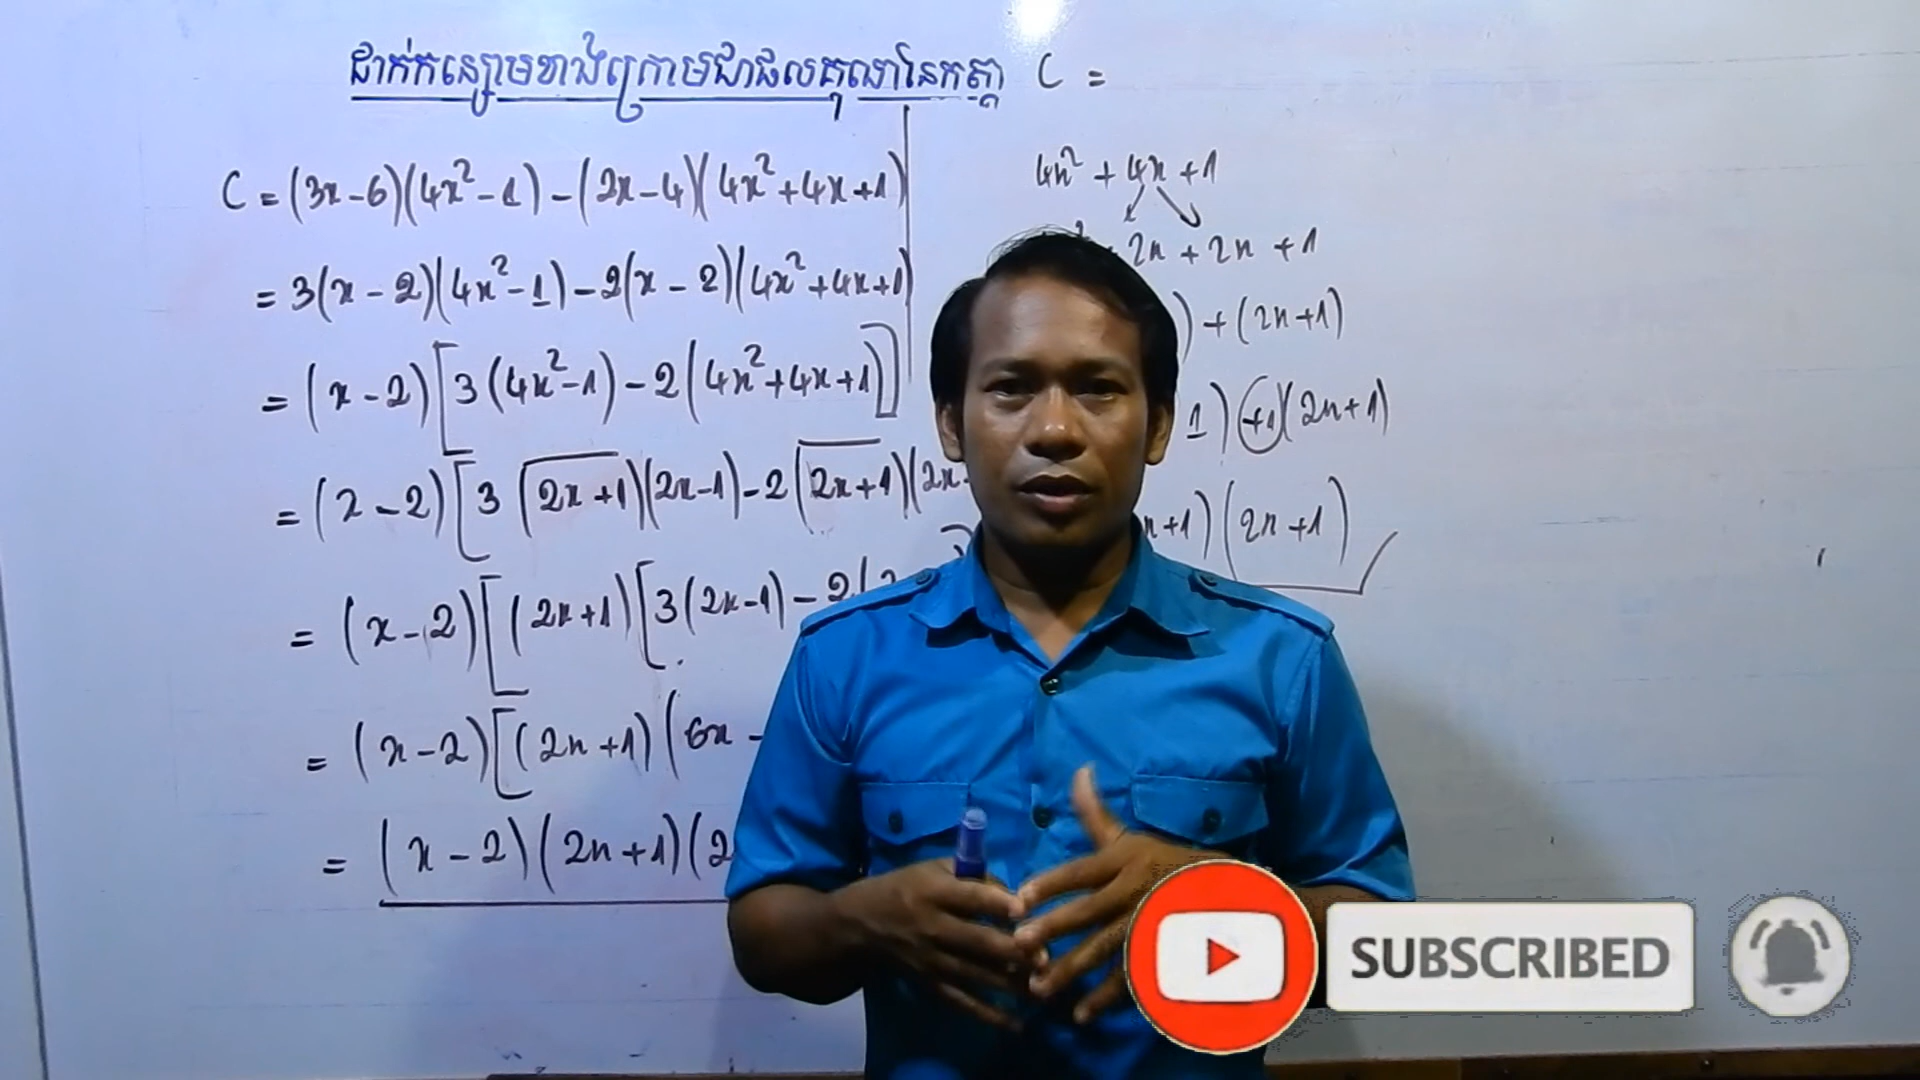 ដាក់កន្សោមខាងក្រោមជាផលគុណនៃកត្តា C =
C = (3x-6)(4x²-1) - (2x-4)(4x²+4x+1)
= 3(x-2)(4x²-1) - 2(x-2)(4x²+4x+1)
= (x-2)[3(4x²-1) - 2(4x²+4x+1)]
= (x-2)[3(2x+1)(2x-1) - 2(2x+1)(2x
= (x-2)[(2x+1)[3(2x-1) - 2(
= (x-2)[(2x+1)(6x -
= (x-2)(2x+1)(2
4x² + 4x + 1
2x + 2x + 1
) + (2x+1)
1) +1(2x+1)
x+1)(2x+1)
SUBSCRIBED